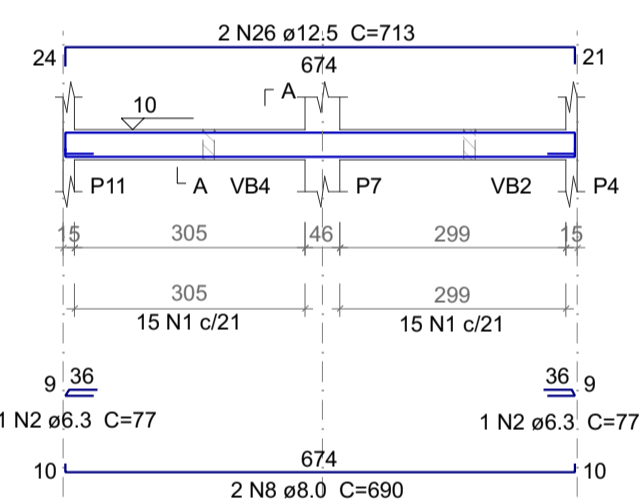 2 N26 ø12.5 C=713
24 674 21
A
10
P11 A VB4 P7 VB2 P4
15 305 46 299 15
305 299
15 N1 c/21 15 N1 c/21
9 36 36 9
1 N2 ø6.3 C=77 1 N2 ø6.3 C=77
10 674 10
2 N8 ø8.0 C=690